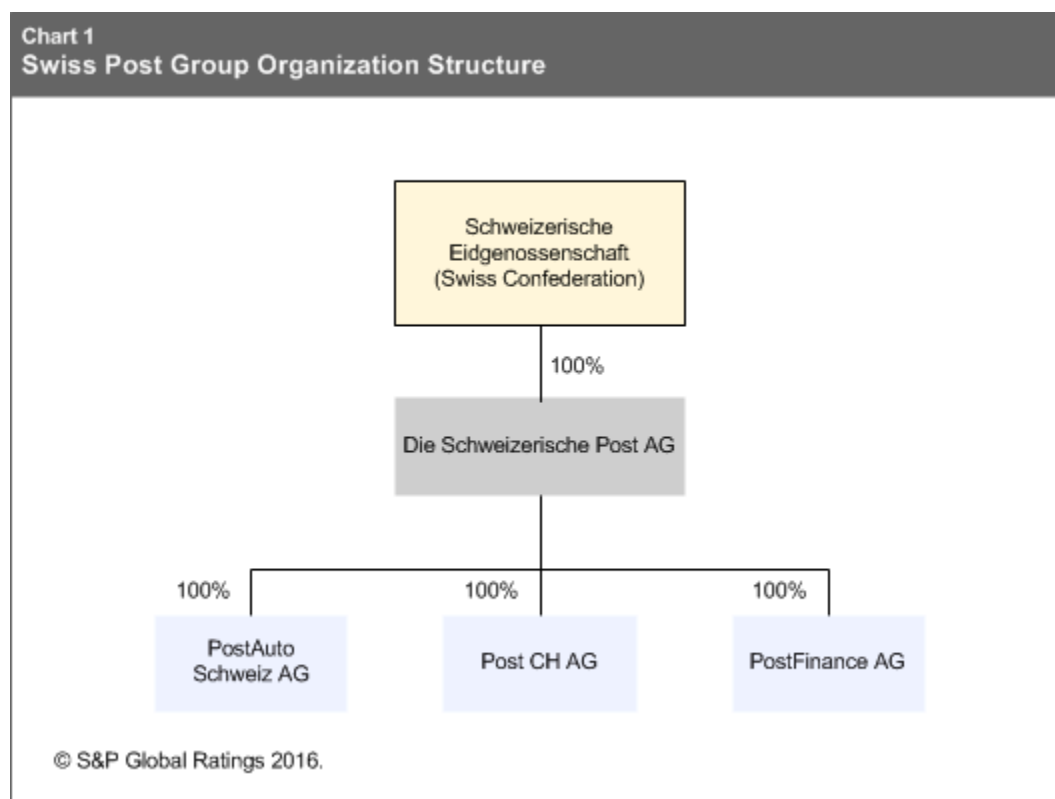 Chart 1
Swiss Post Group Organization Structure
Schweizerische
Eidgenossenschaft
(Swiss Confederation)
100%
Die Schweizerische Post AG
100%
100%
100%
PostAuto
Schweiz AG
Post CH AG
PostFinance AG
© S&P Global Ratings 2016.